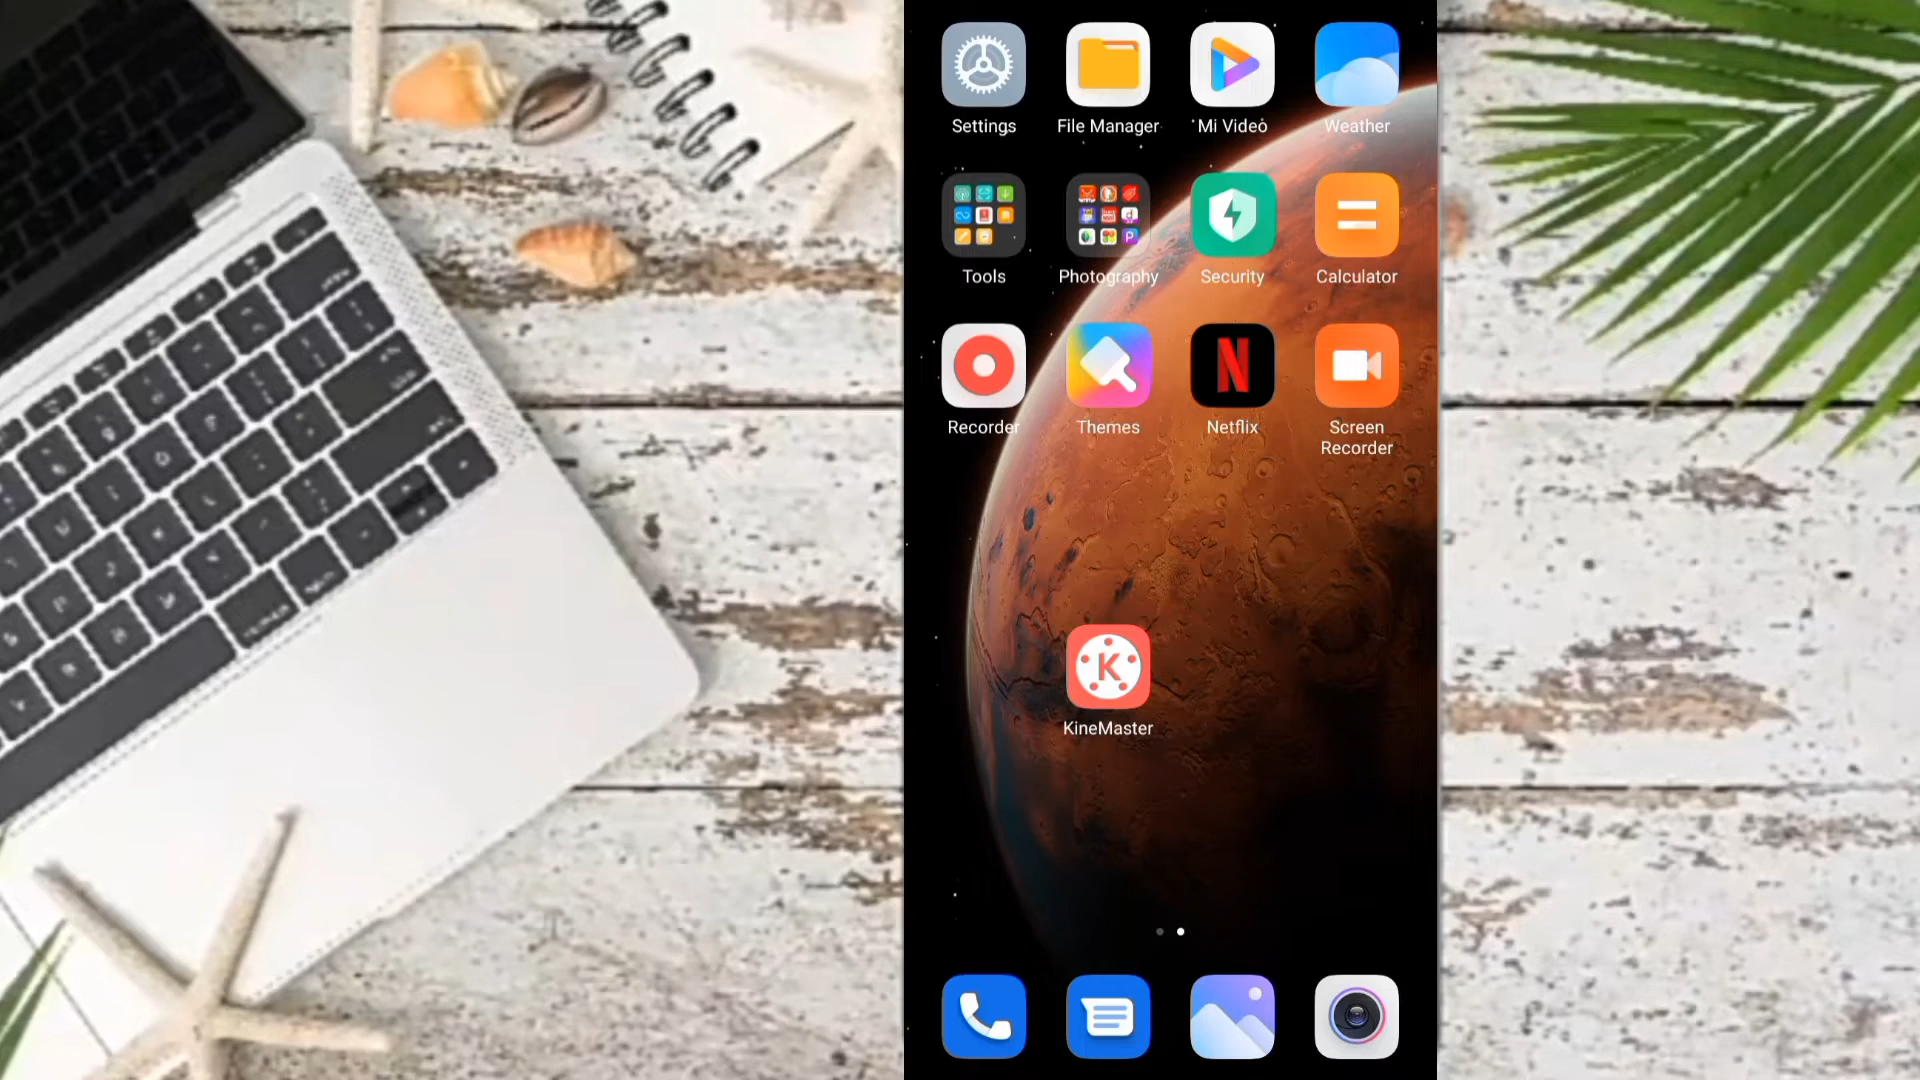 Settings
File Manager
Mi Video
Weather
Tools
Photography
Security
Calculator
Recorder
Themes
N
Netflix
Screen
Recorder
K
KineMaster